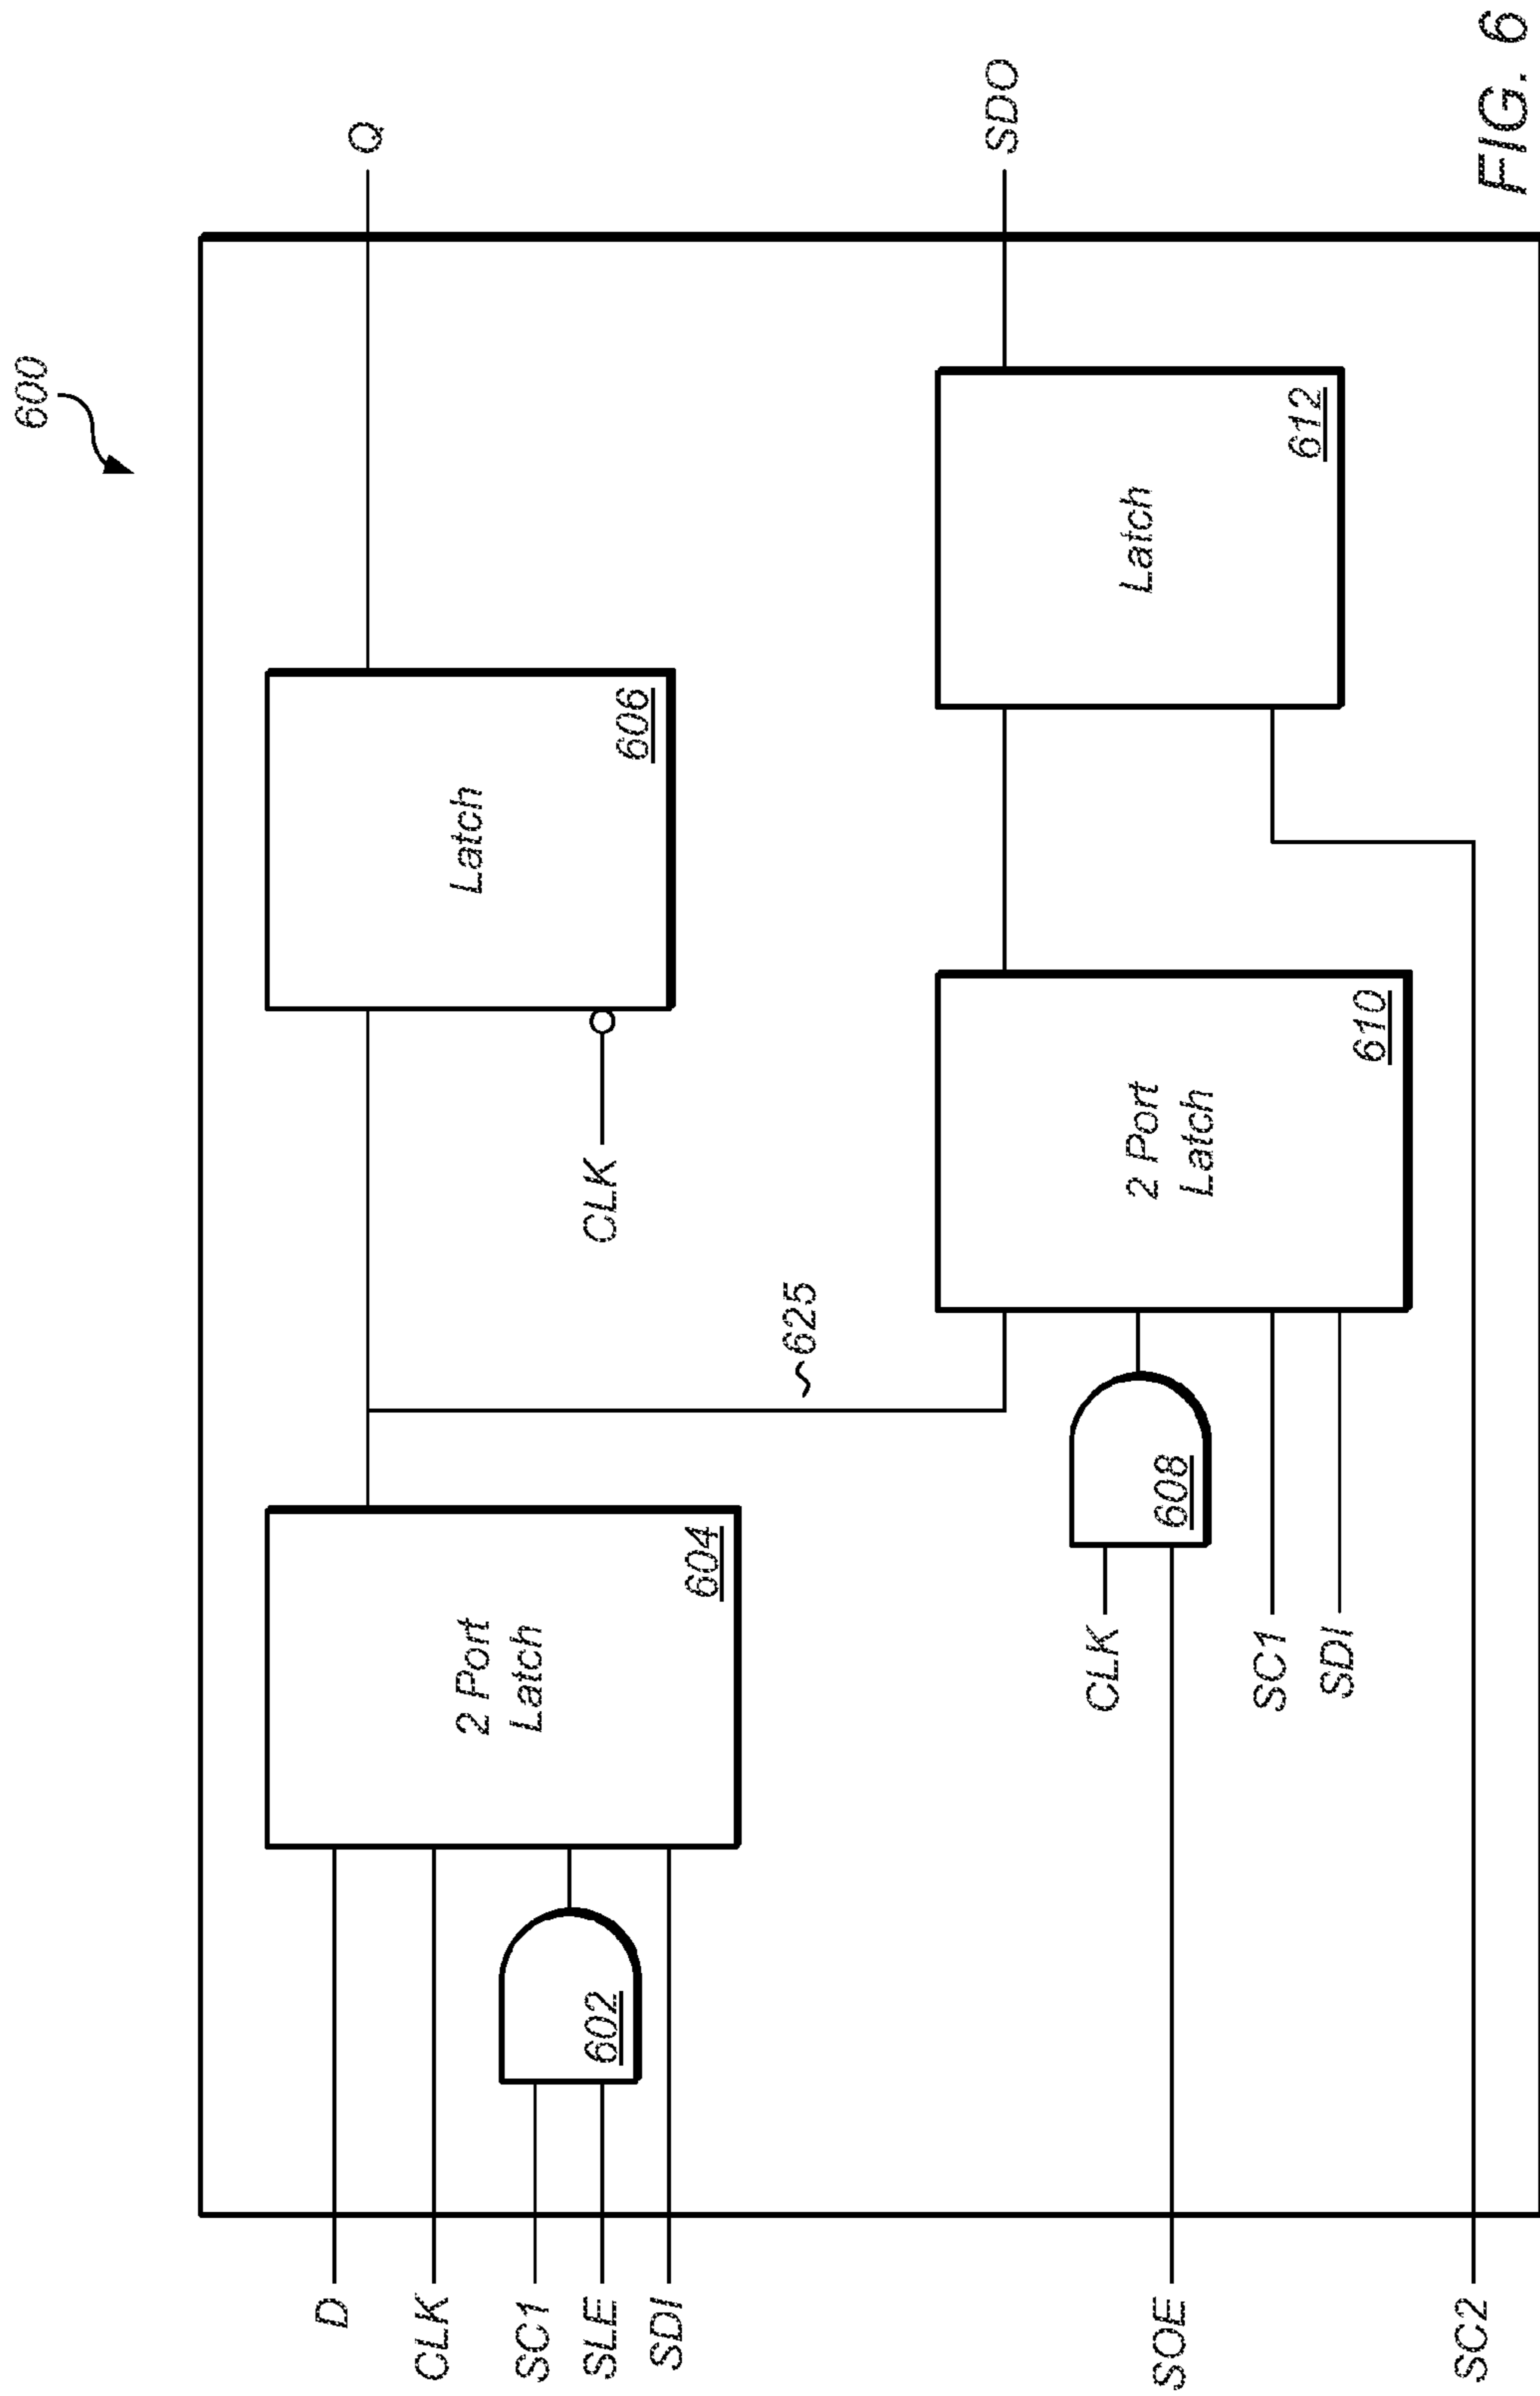 600
D
CLK
SC1
SLE
SDI
602
2 Port
Latch
604
Latch
606
CLK
Q
625
SOE
CLK
608
SC1
SDI
2 Port
Latch
610
Latch
612
SDO
SC2
FIG. 6